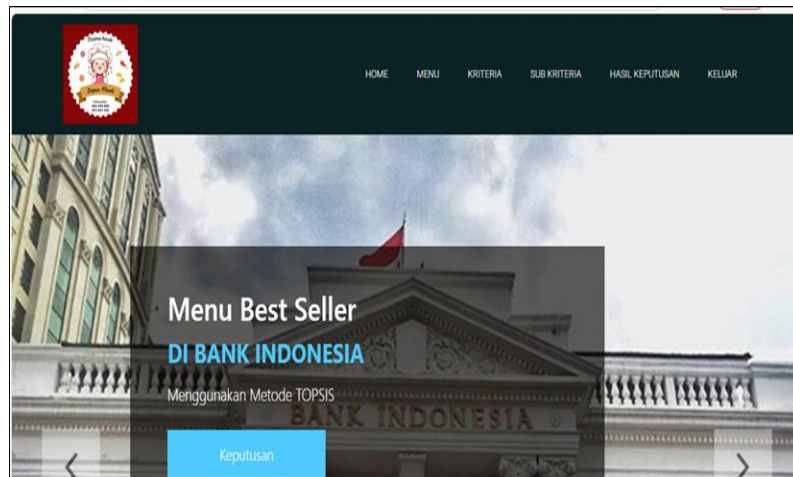 HOME MENU KRITERIA SUB KRITERIA HASIL KEPUTUSAN KELUAR
Menu Best Seller
DI BANK INDONESIA
Menggunakan Metode TOPSIS
BANK INDONESIA
Keputusan